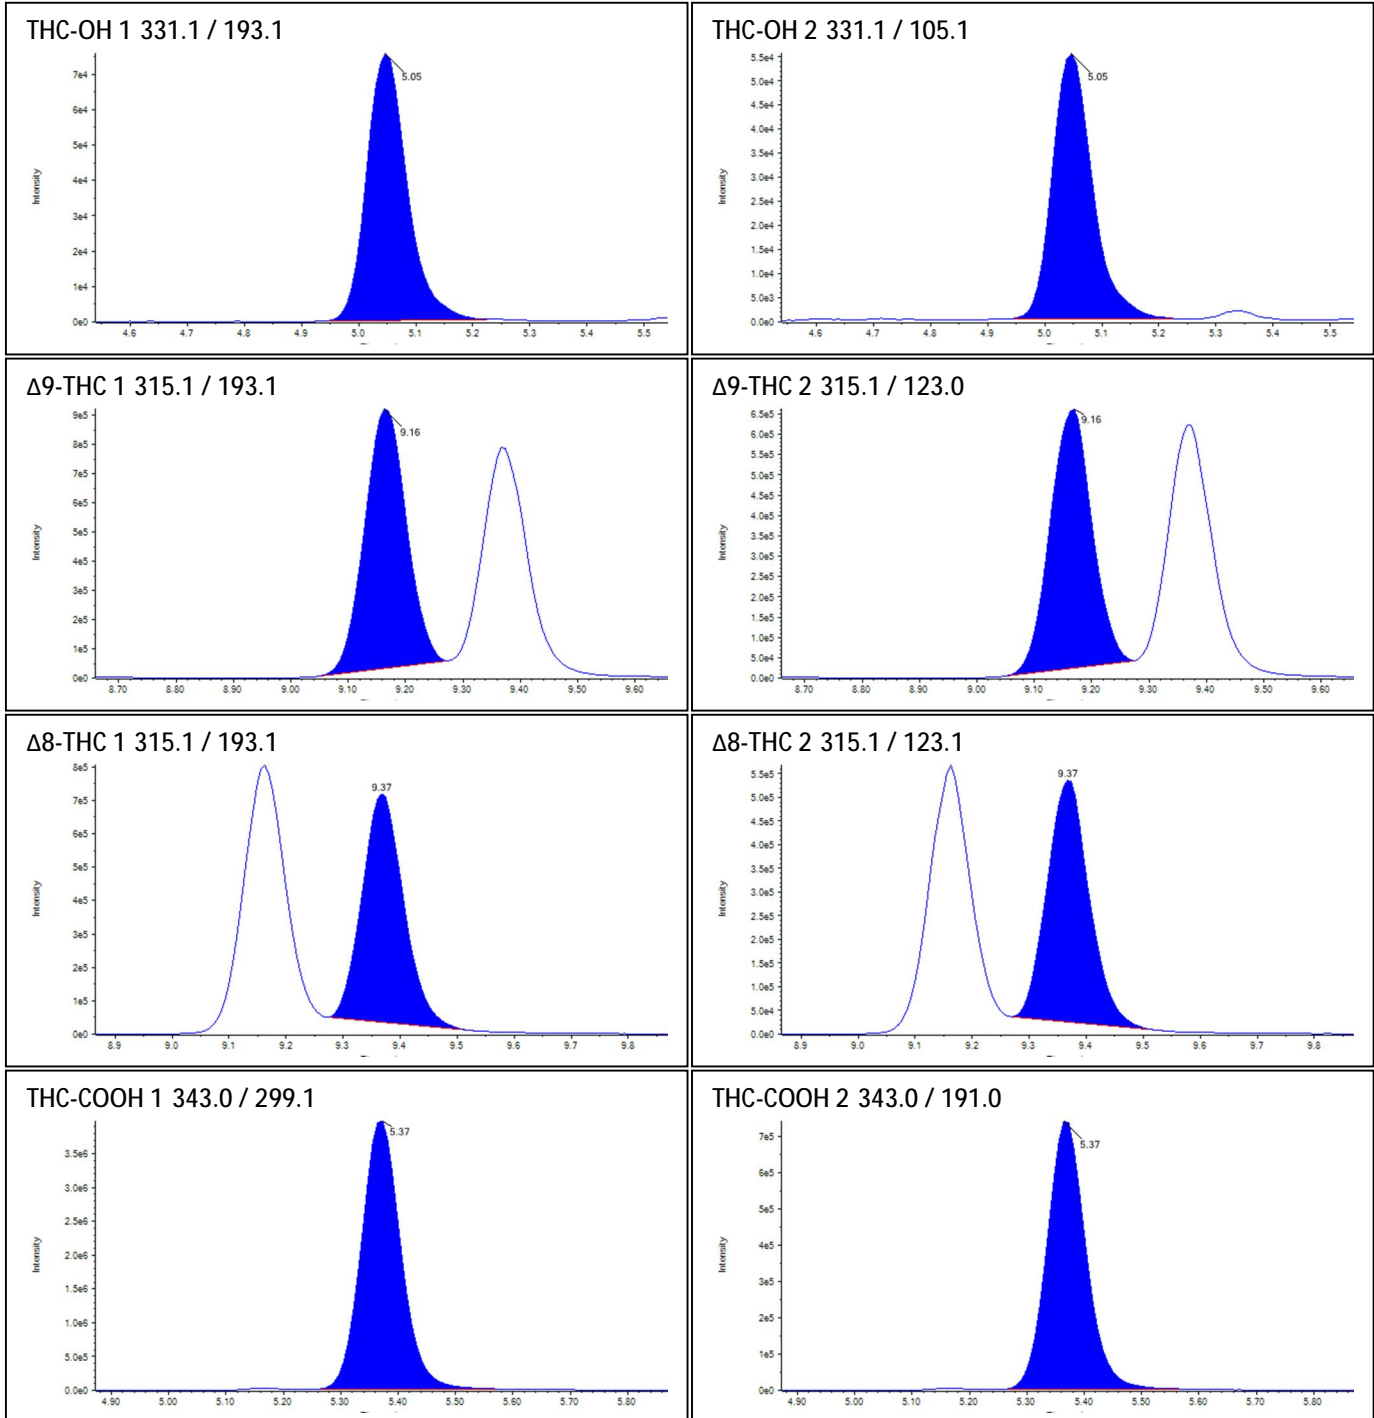 THC-OH 1 331.1 / 193.1
7e4
6e4
5e4
4e4
3e4
2e4
1e4
0e0
Intensity
5.05
4.6 4.7 4.8 4.9 5.0 5.1 5.2 5.3 5.4 5.5
THC-OH 2 331.1 / 105.1
5.5e4
5.0e4
4.5e4
4.0e4
3.5e4
3.0e4
2.5e4
2.0e4
1.5e4
1.0e4
5.0e3
0.0e0
Intensity
5.05
4.6 4.7 4.8 4.9 5.0 5.1 5.2 5.3 5.4 5.5
Δ9-THC 1 315.1 / 193.1
9e5
8e5
7e5
6e5
5e5
4e5
3e5
2e5
1e5
0e0
Intensity
9.16
8.70 8.80 8.90 9.00 9.10 9.20 9.30 9.40 9.50 9.60
Δ9-THC 2 315.1 / 123.0
6.5e5
6.0e5
5.5e5
5.0e5
4.5e5
4.0e5
3.5e5
3.0e5
2.5e5
2.0e5
1.5e5
1.0e5
5.0e4
0.0e0
Intensity
9.16
8.70 8.80 8.90 9.00 9.10 9.20 9.30 9.40 9.50 9.60
Δ8-THC 1 315.1 / 193.1
8e5
7e5
6e5
5e5
4e5
3e5
2e5
1e5
0e0
Intensity
9.37
8.9 9.0 9.1 9.2 9.3 9.4 9.5 9.6 9.7 9.8
Δ8-THC 2 315.1 / 123.1
5.5e5
5.0e5
4.5e5
4.0e5
3.5e5
3.0e5
2.5e5
2.0e5
1.5e5
1.0e5
5.0e4
0.0e0
Intensity
9.37
8.9 9.0 9.1 9.2 9.3 9.4 9.5 9.6 9.7 9.8
THC-COOH 1 343.0 / 299.1
3.5e6
3.0e6
2.5e6
2.0e6
1.5e6
1.0e6
5.0e5
0.0e0
Intensity
5.37
4.90 5.00 5.10 5.20 5.30 5.40 5.50 5.60 5.70 5.80
THC-COOH 2 343.0 / 191.0
7e5
6e5
5e5
4e5
3e5
2e5
1e5
0e0
Intensity
5.37
4.90 5.00 5.10 5.20 5.30 5.40 5.50 5.60 5.70 5.80